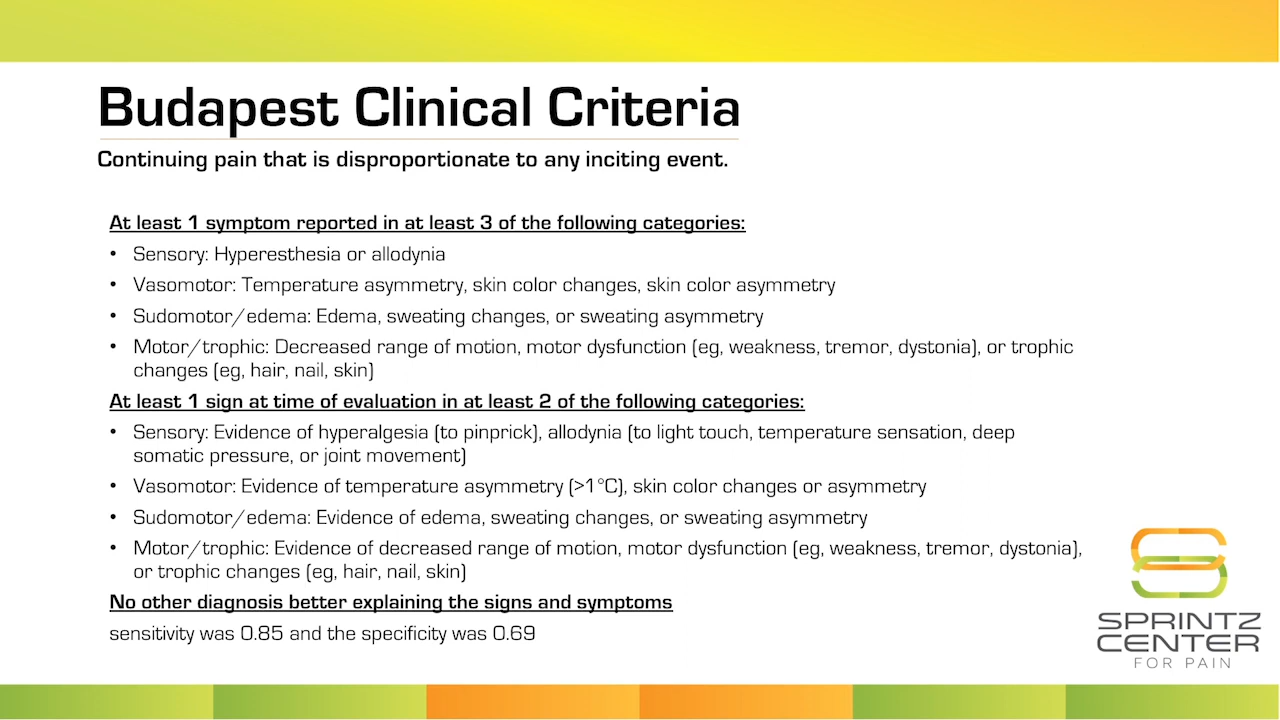 Budapest Clinical Criteria
Continuing pain that is disproportionate to any inciting event.
At least 1 symptom reported in at least 3 of the following categories:
• Sensory: Hyperesthesia or allodynia
• Vasomotor: Temperature asymmetry, skin color changes, skin color asymmetry
• Sudomotor/edema: Edema, sweating changes, or sweating asymmetry
• Motor/trophic: Decreased range of motion, motor dysfunction (eg, weakness, tremor, dystonia), or trophic
changes (eg, hair, nail, skin)
At least 1 sign at time of evaluation in at least 2 of the following categories:
• Sensory: Evidence of hyperalgesia (to pinprick), allodynia (to light touch, temperature sensation, deep
somatic pressure, or joint movement)
• Vasomotor: Evidence of temperature asymmetry (>1°C), skin color changes or asymmetry
• Sudomotor/edema: Evidence of edema, sweating changes, or sweating asymmetry
• Motor/trophic: Evidence of decreased range of motion, motor dysfunction (eg, weakness, tremor, dystonia),
or trophic changes (eg, hair, nail, skin)
No other diagnosis better explaining the signs and symptoms
sensitivity was 0.85 and the specificity was 0.69
SPRINTZ
CENTER
FOR PAIN